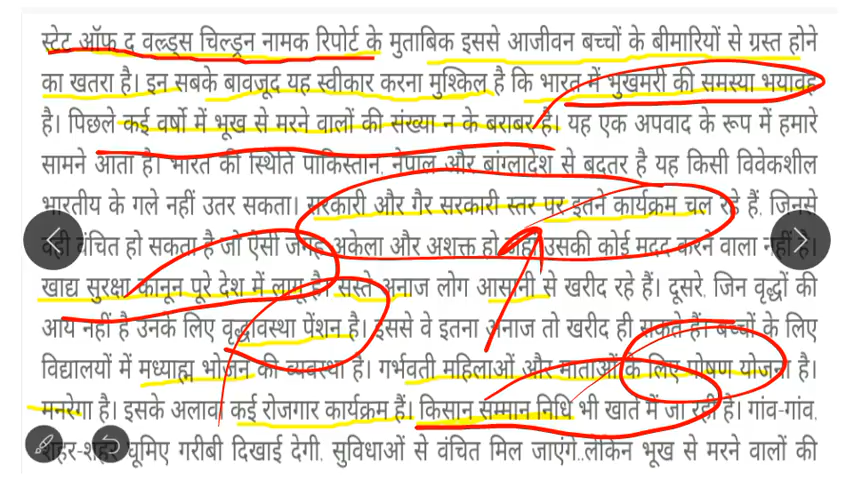 स्टेट ऑफ द वर्ल्ड्स चिल्ड्रन नामक रिपोर्ट के मुताबिक इससे आजीवन बच्चों के बीमारियों से ग्रस्त होने
का खतरा है। इन सबके बावजूद यह स्वीकार करना मुश्किल है कि भारत में भुखमरी की समस्या भयावह
है। पिछले कई वर्षो में भूख से मरने वालों की संख्या न के बराबर है। यह एक अपवाद के रूप में हमारे
सामने आता है। भारत की स्थिति पाकिस्तान, नेपाल और बांग्लादेश से बदतर है यह किसी विवेकशील
भारतीय के गले नहीं उतर सकता। सरकारी और गैर सरकारी स्तर पर इतने कार्यक्रम चल रहे हैं, जिनसे
वही वंचित हो सकता है जो ऐसी जगह अकेला और अशक्त हो जहां उसकी कोई मदद करने वाला नहीं है।
खाद्य सुरक्षा कानून पूरे देश में लागू है। सस्ते अनाज लोग आसानी से खरीद रहे हैं। दूसरे, जिन वृद्धों की
आय नहीं है उनके लिए वृद्धावस्था पेंशन है। इससे वे इतना अनाज तो खरीद ही सकते हैं। बच्चों के लिए
विद्यालयों में मध्याह्न भोजन की व्यवस्था है। गर्भवती महिलाओं और माताओं के लिए पोषण योजना है।
मनरेगा है। इसके अलावा कई रोजगार कार्यक्रम हैं। किसान सम्मान निधि भी खाते में जा रही है। गांव-गांव,
शहर-शहर घूमिए गरीबी दिखाई देगी, सुविधाओं से वंचित मिल जाएंगे..लेकिन भूख से मरने वालों की